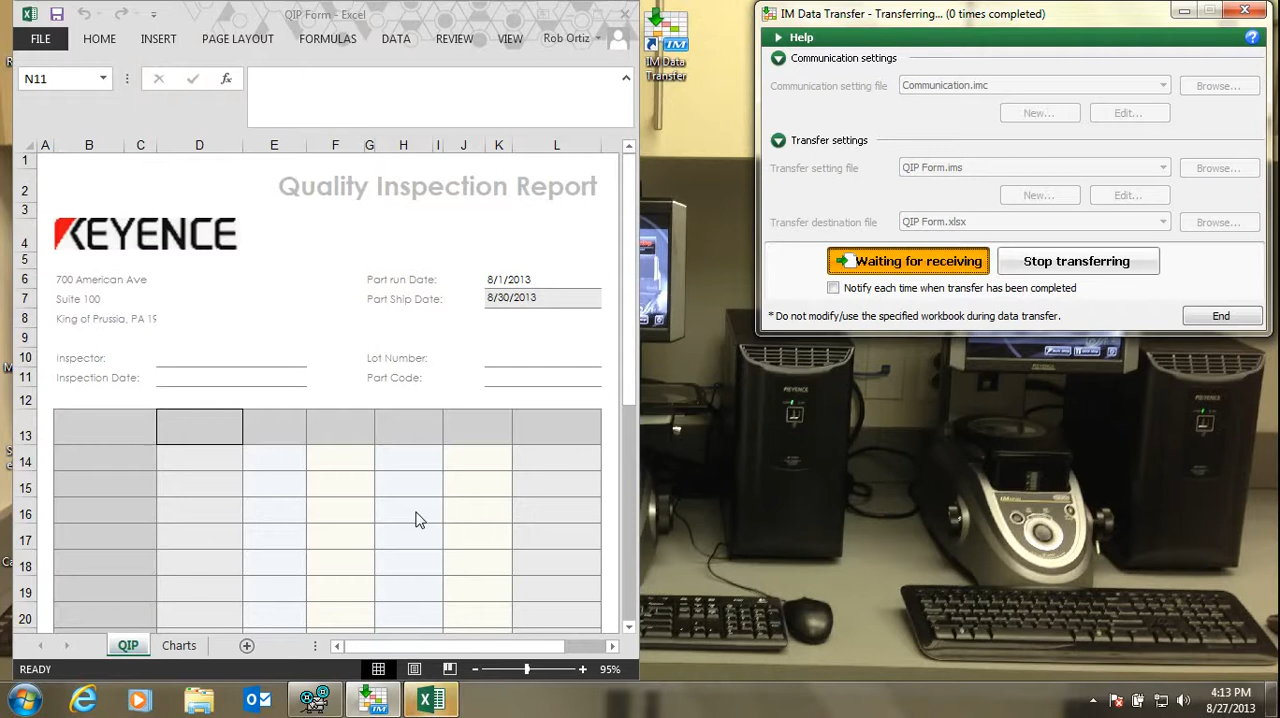 QIP Form - Excel
FILE HOME INSERT PAGE LAYOUT FORMULAS DATA REVIEW VIEW Rob Ortiz
N11 fx
A B C D E F G H I J K L
1
2 Quality Inspection Report
3
4 KEYENCE
5
6 700 American Ave Part run Date: 8/1/2013
7 Suite 100 Part Ship Date: 8/30/2013
8 King of Prussia, PA 19
9
10 Inspector: Lot Number:
11 Inspection Date: Part Code:
12
13
14
15
16
17
18
19
20
QIP Charts
READY 95%
IM
IM Data
Transfer
IM Data Transfer - Transferring... (0 times completed)
Help ?
Communication settings
Communication setting file Communication.imc Browse...
New... Edit...
Transfer settings
Transfer setting file QIP Form.ims Browse...
New... Edit...
Transfer destination file QIP Form.xlsx Browse...
Waiting for receiving Stop transferring
Notify each time when transfer has been completed
* Do not modify/use the specified workbook during data transfer. End
KEYENCE
KEYENCE
4:13 PM
8/27/2013